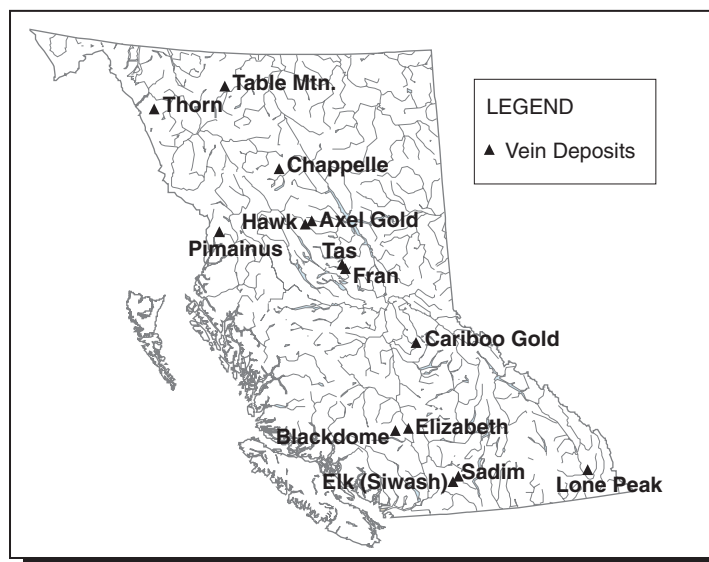 Table Mtn.
Thorn
LEGEND
Vein Deposits
Chappelle
Hawk
Axel Gold
Pimainus
Tas
Fran
Cariboo Gold
Elizabeth
Blackdome
Sadim
Elk (Siwash)
Lone Peak